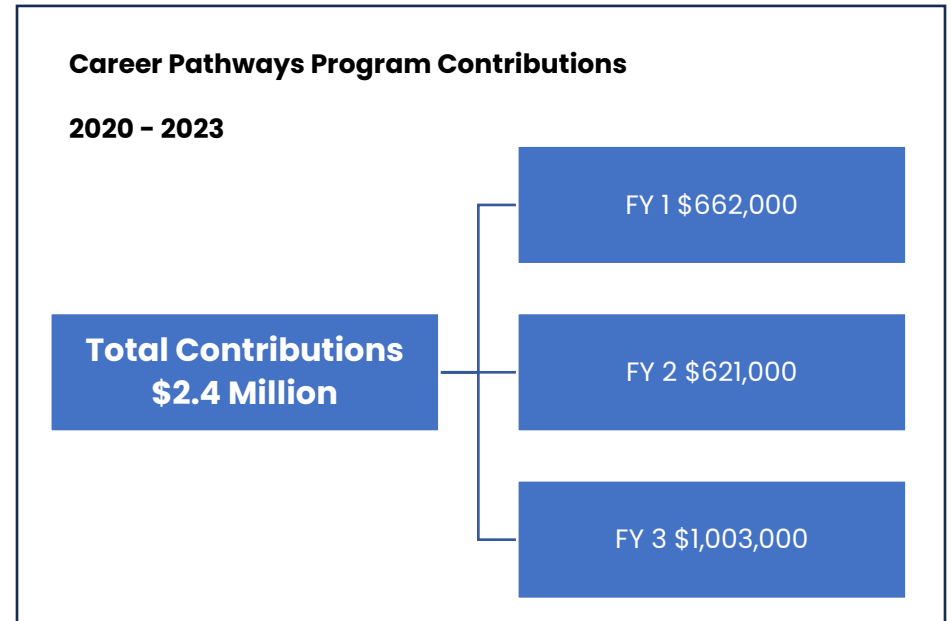 Career Pathways Program Contributions
2020 - 2023
FY 1 $662,000
Total Contributions
$2.4 Million
FY 2 $621,000
FY 3 $1,003,000